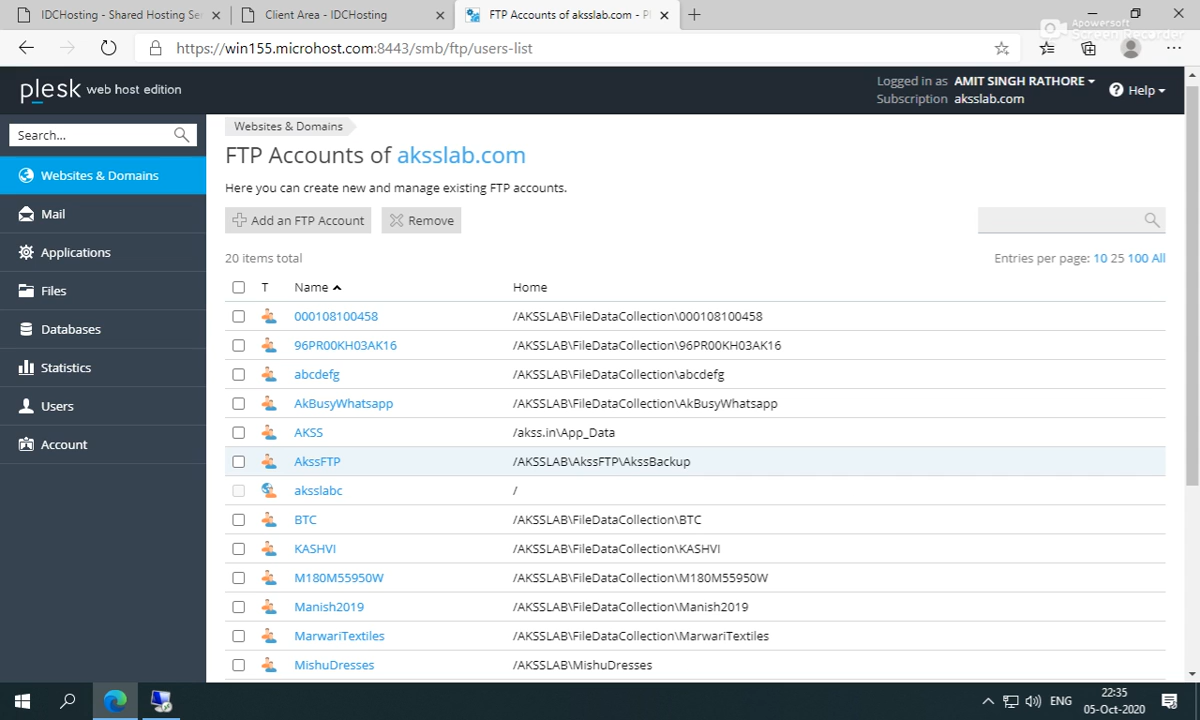 IDCHosting - Shared Hosting Se
Client Area - IDCHosting
FTP Accounts of aksslab.com - Pl
Apowersoft
Screen Recorder
https://win155.microhost.com:8443/smb/ftp/users-list
plesk web host edition
Logged in as AMIT SINGH RATHORE
Subscription aksslab.com
Help
Search...
Websites & Domains
Mail
Applications
Files
Databases
Statistics
Users
Account
Websites & Domains
FTP Accounts of aksslab.com
Here you can create new and manage existing FTP accounts.
Add an FTP Account Remove
20 items total
Entries per page: 10 25 100 All
T Name Home
000108100458 /AKSSLAB\FileDataCollection\000108100458
96PR00KH03AK16 /AKSSLAB\FileDataCollection\96PR00KH03AK16
abcdefg /AKSSLAB\FileDataCollection\abcdefg
AkBusyWhatsapp /AKSSLAB\FileDataCollection\AkBusyWhatsapp
AKSS /akss.in\App_Data
AkssFTP /AKSSLAB\AkssFTP\AkssBackup
aksslabc /
BTC /AKSSLAB\FileDataCollection\BTC
KASHVI /AKSSLAB\FileDataCollection\KASHVI
M180M55950W /AKSSLAB\FileDataCollection\M180M55950W
Manish2019 /AKSSLAB\FileDataCollection\Manish2019
MarwariTextiles /AKSSLAB\FileDataCollection\MarwariTextiles
MishuDresses /AKSSLAB\MishuDresses
ENG
22:35
05-Oct-2020